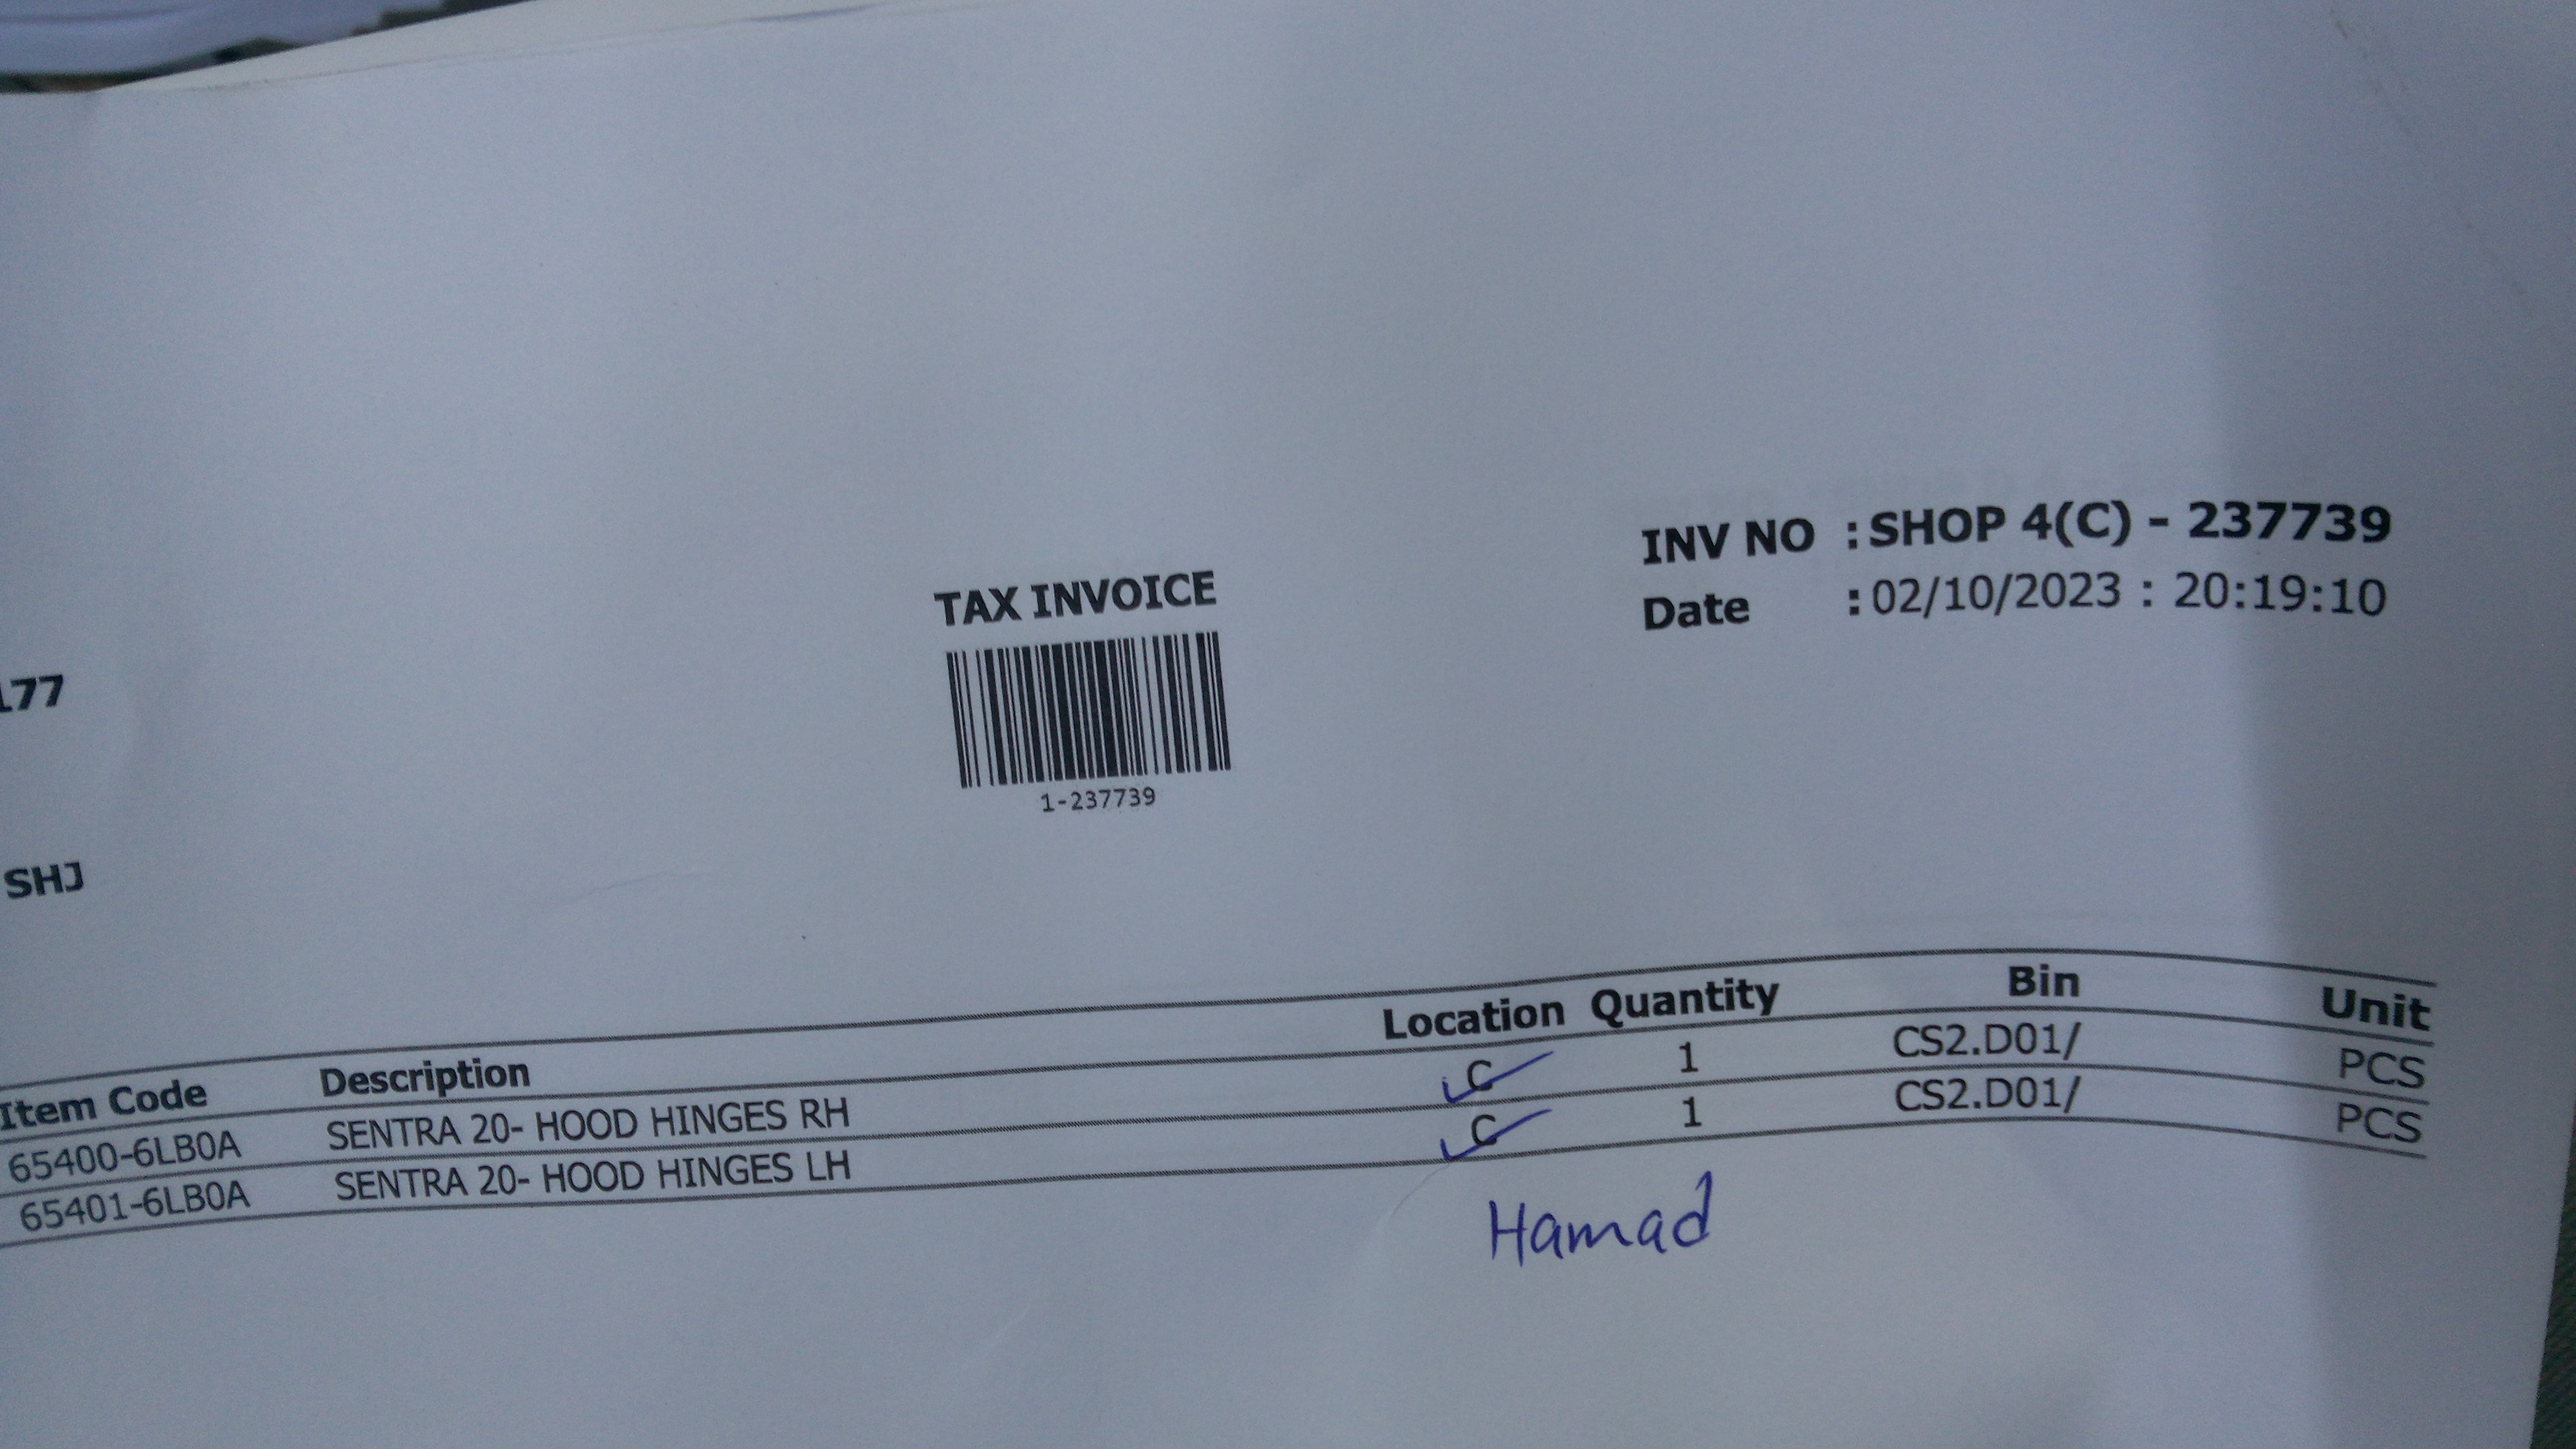 INV NO : SHOP 4(C) - 237739
Date : 02/10/2023 : 20:19:10
TAX INVOICE
1-237739
177
SHJ
Item Code Description Location Quantity Bin Unit
65400-6LB0A SENTRA 20- HOOD HINGES RH C 1 CS2.D01/ PCS
65401-6LB0A SENTRA 20- HOOD HINGES LH C 1 CS2.D01/ PCS
Hamad